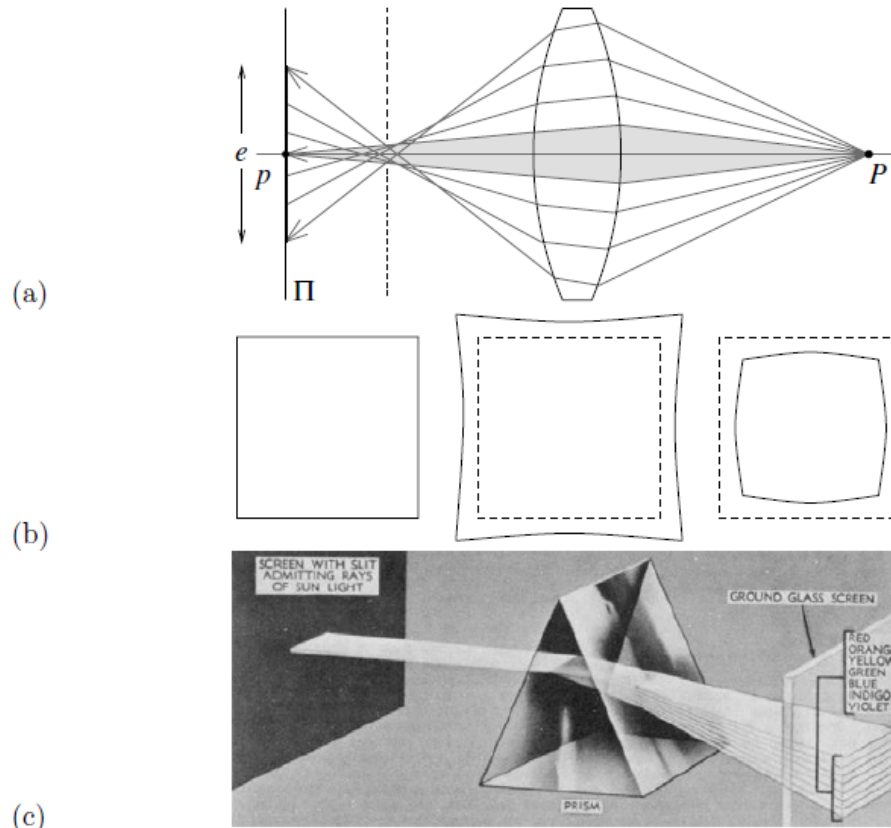 e
p
P
Π
(a)
(b)
SCREEN WITH SLIT
ADMITTING RAYS
OF SUN LIGHT
GROUND GLASS SCREEN
RED
ORANG
YELLOW
GREEN
BLUE
INDIGO
VIOLET
PRISM
(c)